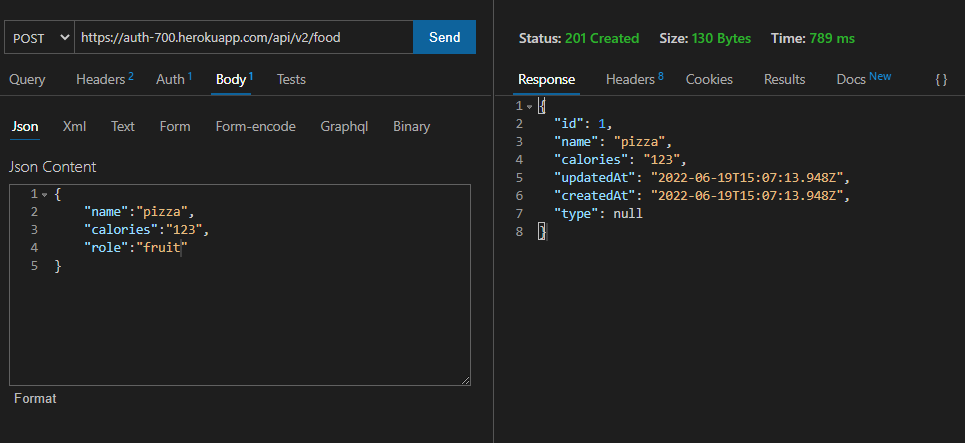 POST https://auth-700.herokuapp.com/api/v2/food Send
Query Headers 2 Auth 1 Body 1 Tests
Json Xml Text Form Form-encode Graphql Binary
Json Content
1 {
2 "name":"pizza",
3 "calories":"123",
4 "role":"fruit"
5 }
Format
Status: 201 Created Size: 130 Bytes Time: 789 ms
Response Headers 8 Cookies Results Docs New { }
1 {
2 "id": 1,
3 "name": "pizza",
4 "calories": "123",
5 "updatedAt": "2022-06-19T15:07:13.948Z",
6 "createdAt": "2022-06-19T15:07:13.948Z",
7 "type": null
8 }